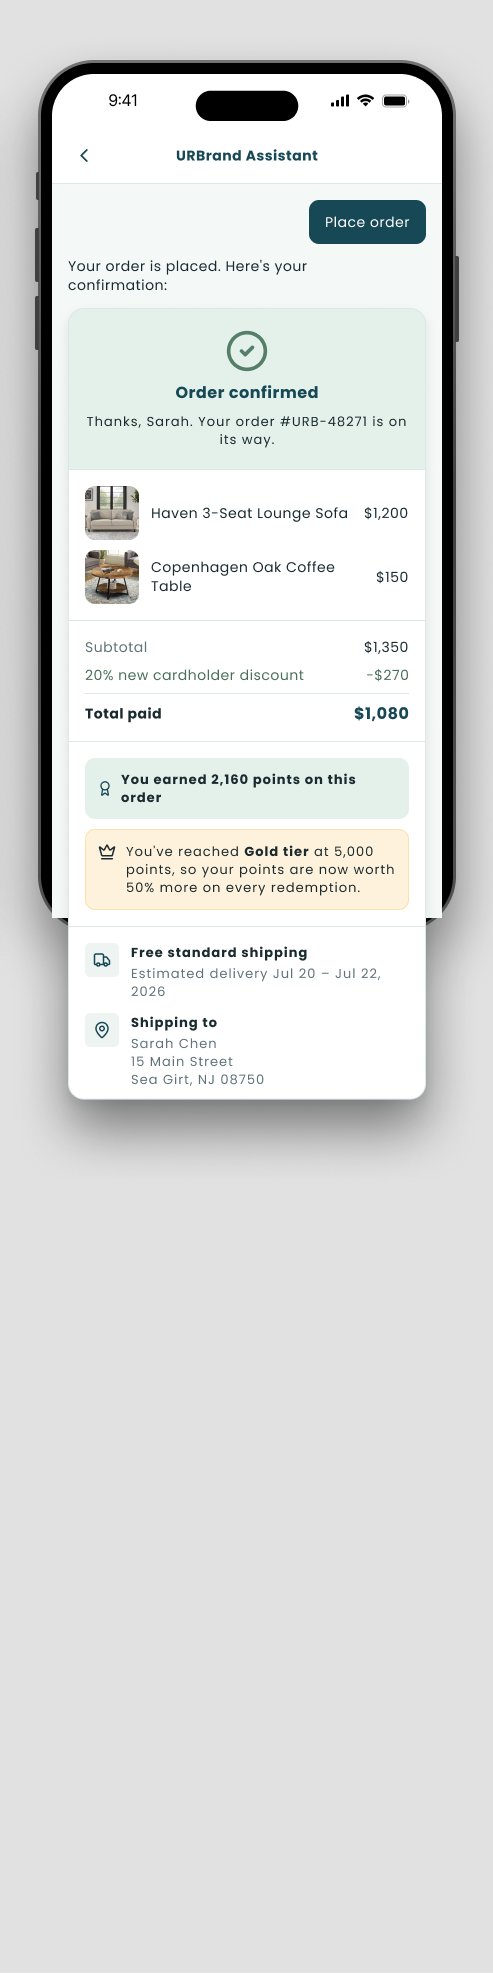 9:41
URBrand Assistant
Place order
Your order is placed. Here's your
confirmation:
Order confirmed
Thanks, Sarah. Your order #URB-48271 is on
its way.
Haven 3-Seat Lounge Sofa $1,200
Copenhagen Oak Coffee
Table
$150
Subtotal $1,350
20% new cardholder discount -$270
Total paid $1,080
You earned 2,160 points on this
order
You've reached Gold tier at 5,000
points, so your points are now worth
50% more on every redemption.
Free standard shipping
Estimated delivery Jul 20 – Jul 22,
2026
Shipping to
Sarah Chen
15 Main Street
Sea Girt, NJ 08750